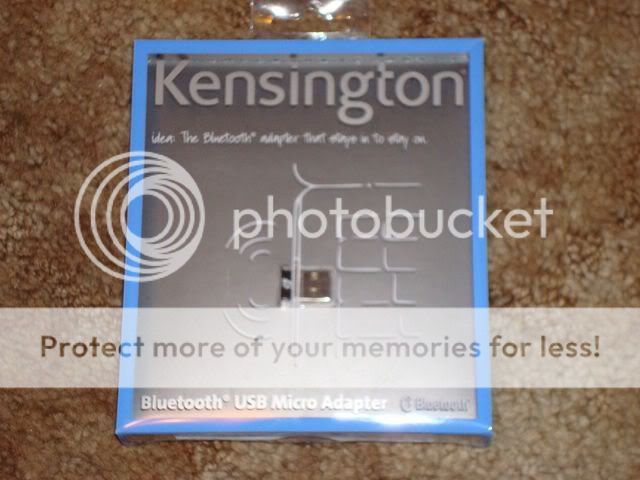 Kensington
idea: The Bluetooth® adapter that stays in to stay on.
photobucket
Protect more of your memories for less!
Bluetooth® USB Micro Adapter Bluetooth®